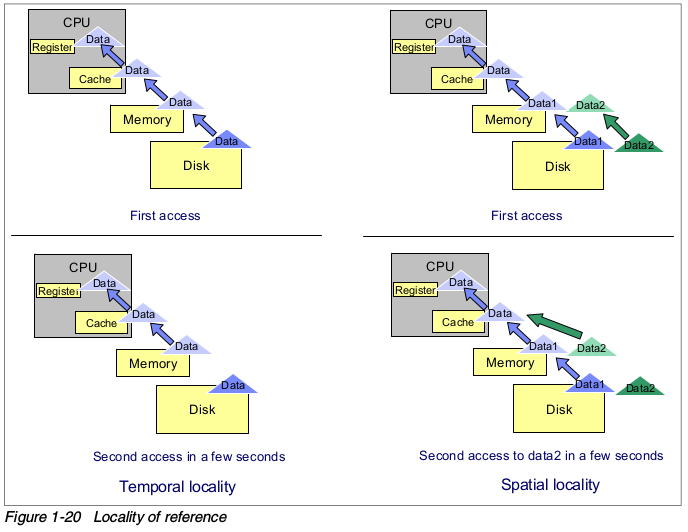 CPU
Data
Register
Data
Cache
Data
Memory
Data
Disk
First access
CPU
Data
Register
Data
Cache
Data1
Data2
Memory
Data1
Data2
Disk
First access
CPU
Data
Register
Data
Cache
Data
Memory
Data
Disk
Second access in a few seconds
Temporal locality
CPU
Data
Register
Data
Cache
Data1
Data2
Memory
Data1
Data2
Disk
Second access to data2 in a few seconds
Spatial locality
Figure 1-20 Locality of reference